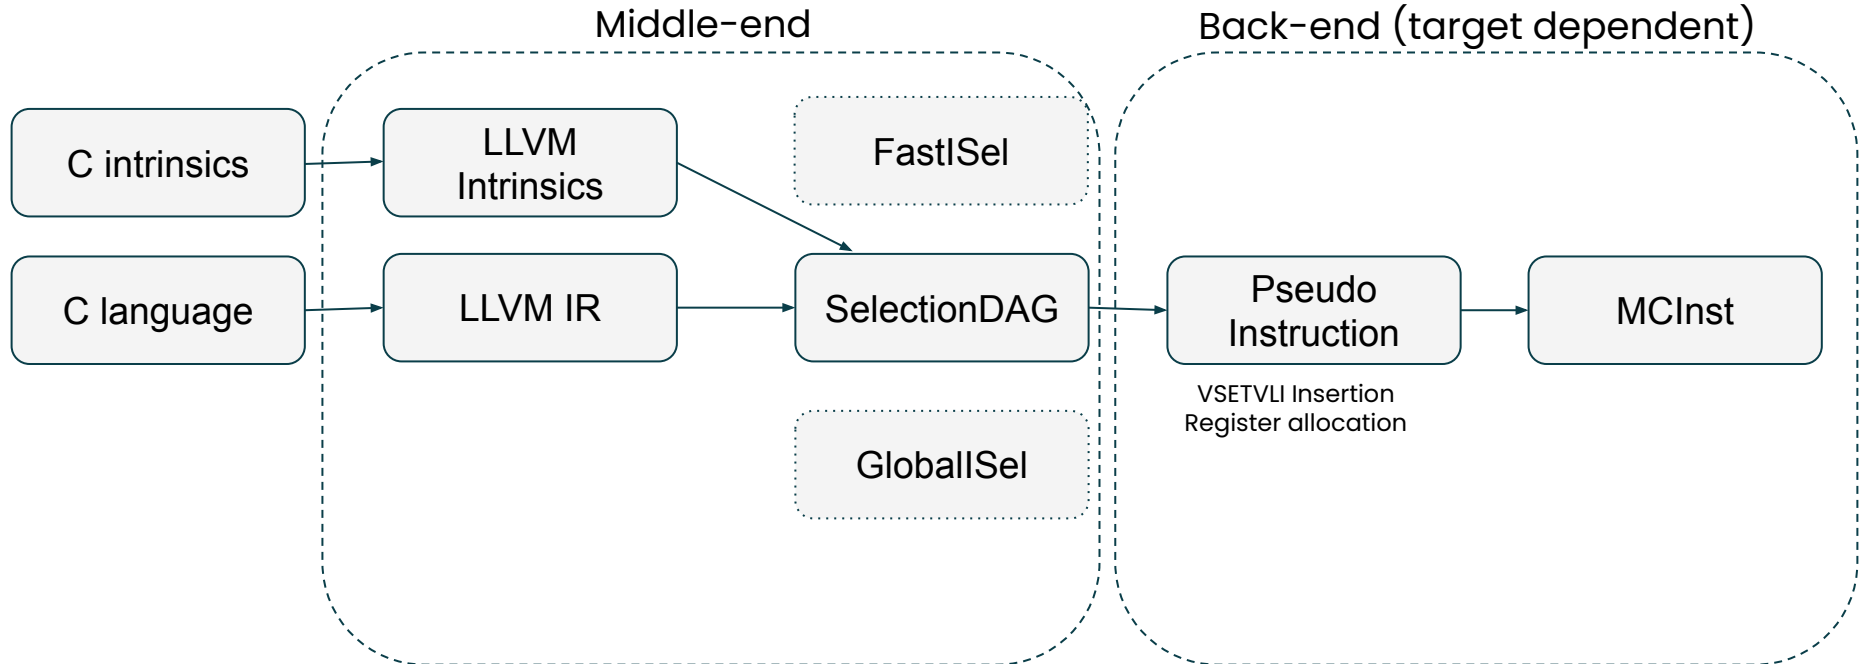 Middle-end
Back-end (target dependent)
C intrinsics
LLVM
Intrinsics
FastISel
C language
LLVM IR
SelectionDAG
Pseudo
Instruction
MCInst
VSETVLI Insertion
Register allocation
GlobalISel